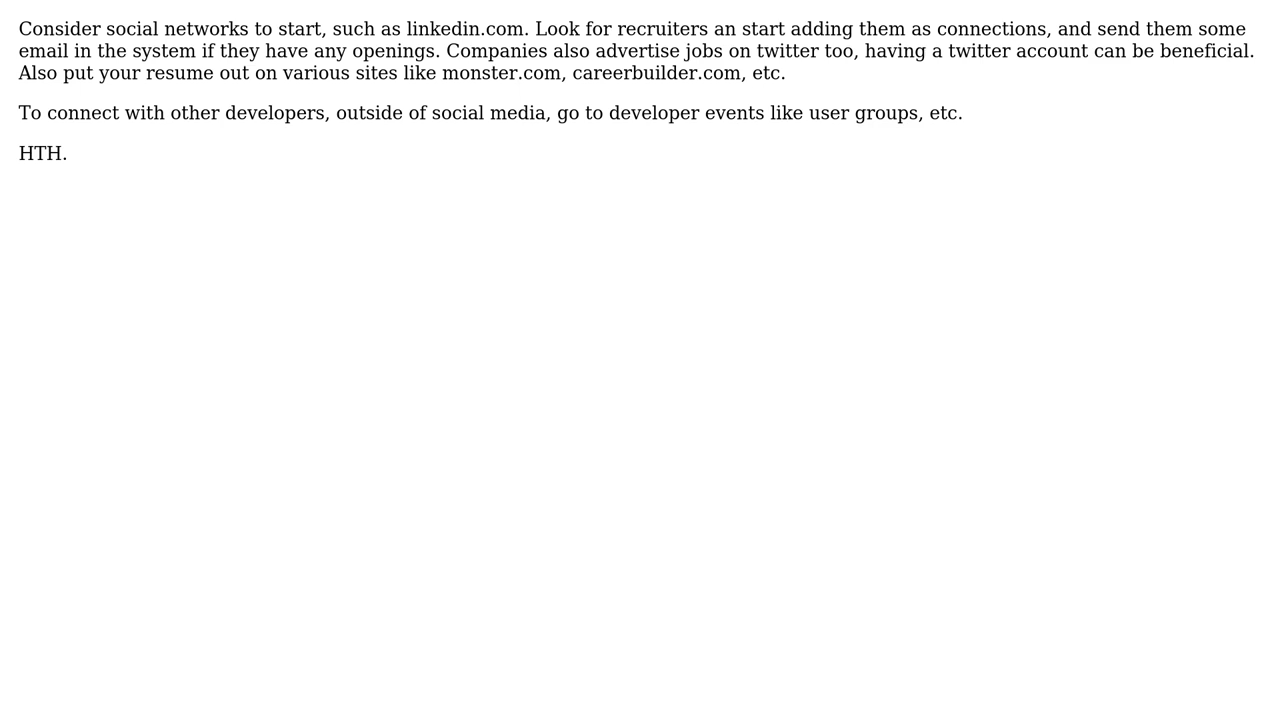 Consider social networks to start, such as linkedin.com. Look for recruiters an start adding them as connections, and send them some
email in the system if they have any openings. Companies also advertise jobs on twitter too, having a twitter account can be beneficial.
Also put your resume out on various sites like monster.com, careerbuilder.com, etc.
To connect with other developers, outside of social media, go to developer events like user groups, etc.
HTH.